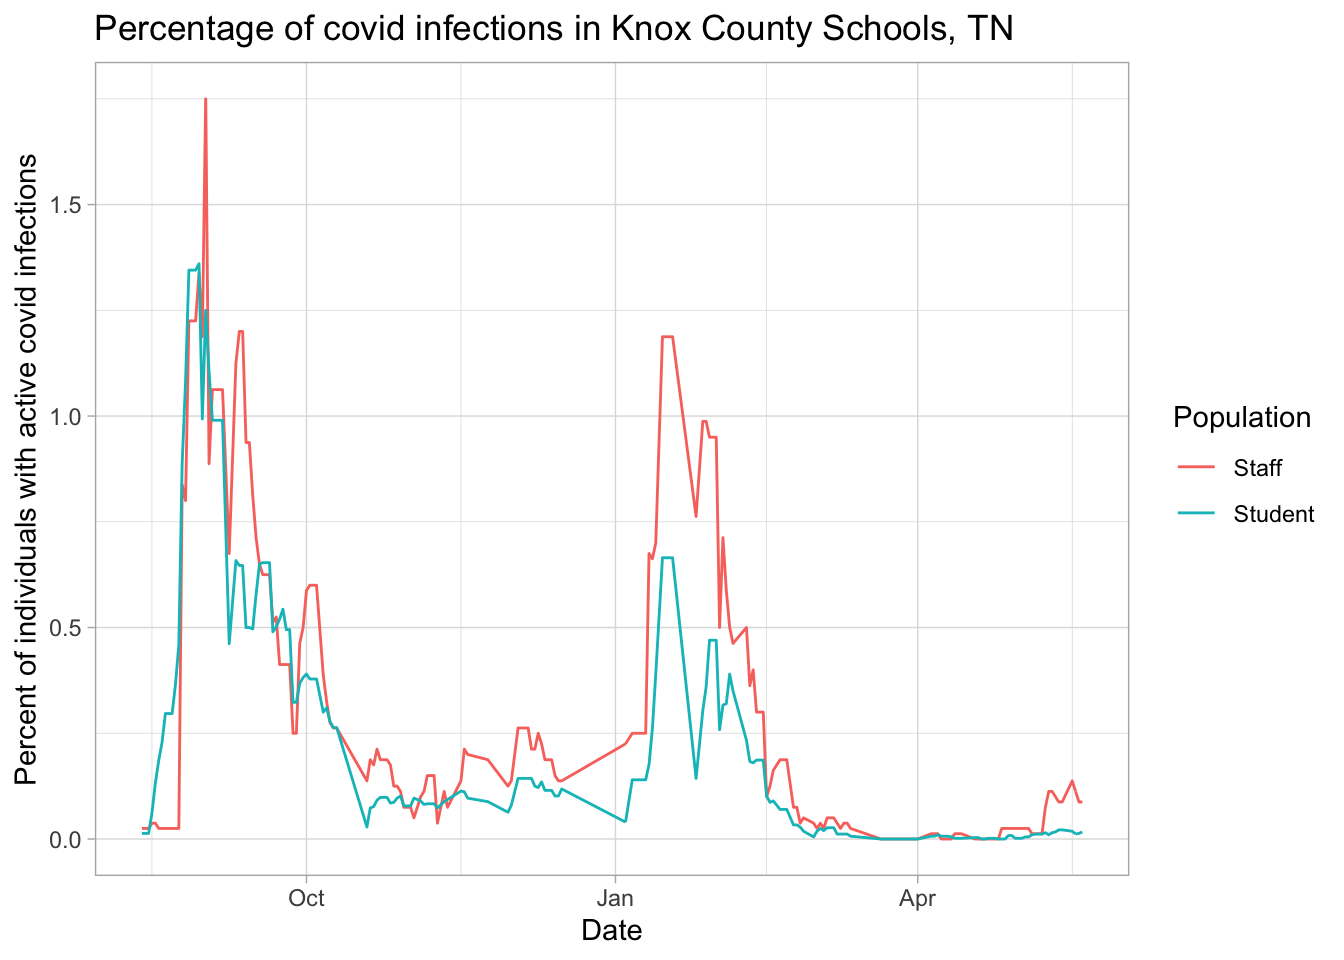 Percentage of covid infections in Knox County Schools, TN
Percent of individuals with active covid infections
1.5
1.0
0.5
0.0
Oct
Jan
Apr
Date
Population
Staff
Student